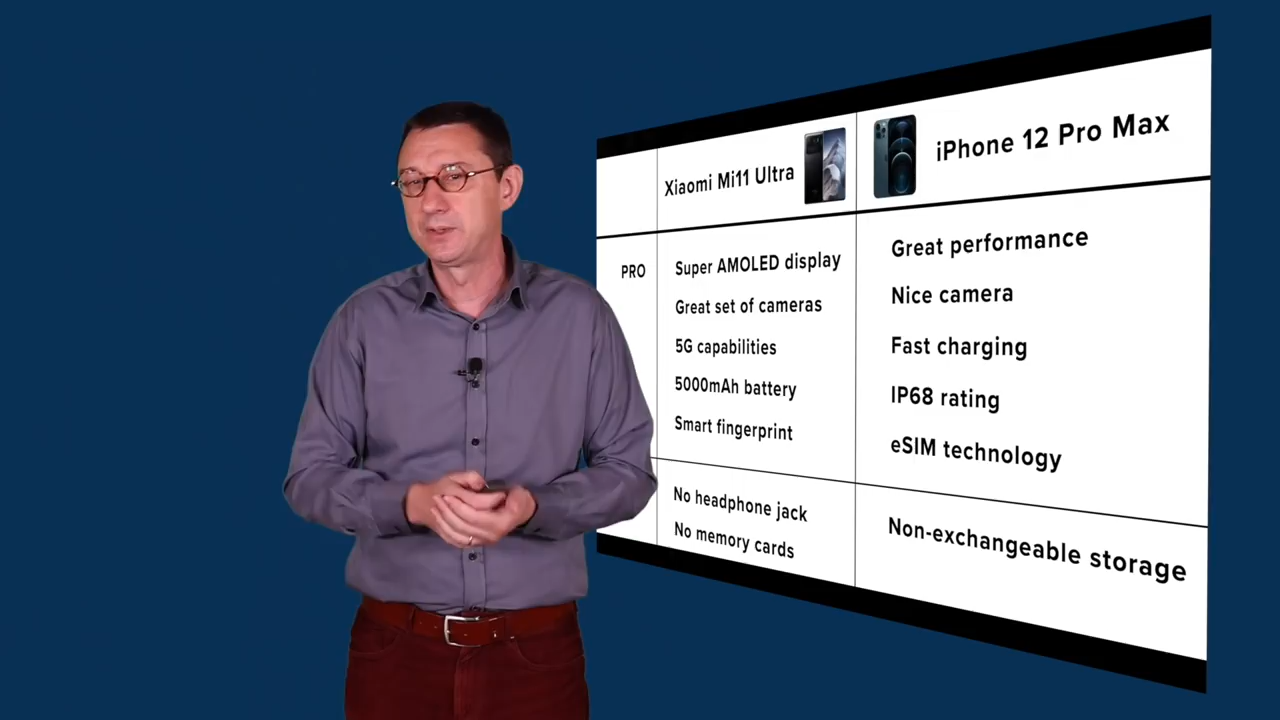 Xiaomi Mi11 Ultra
iPhone 12 Pro Max
PRO
Super AMOLED display
Great set of cameras
5G capabilities
5000mAh battery
Smart fingerprint
Great performance
Nice camera
Fast charging
IP68 rating
eSIM technology
No headphone jack
No memory cards
Non-exchangeable storage